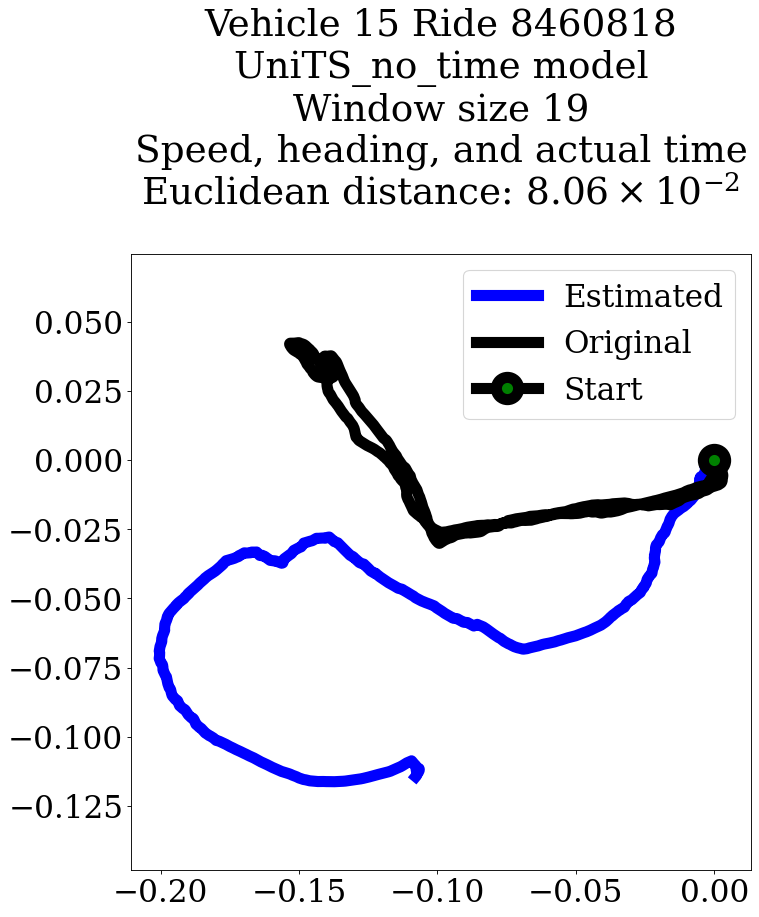 Vehicle 15 Ride 8460818
UniTS_no_time model
Window size 19
Speed, heading, and actual time
Euclidean distance: 8.06 × 10⁻²
Estimated
Original
Start
0.050
0.025
0.000
−0.025
−0.050
−0.075
−0.100
−0.125
−0.20 −0.15 −0.10 −0.05 0.00